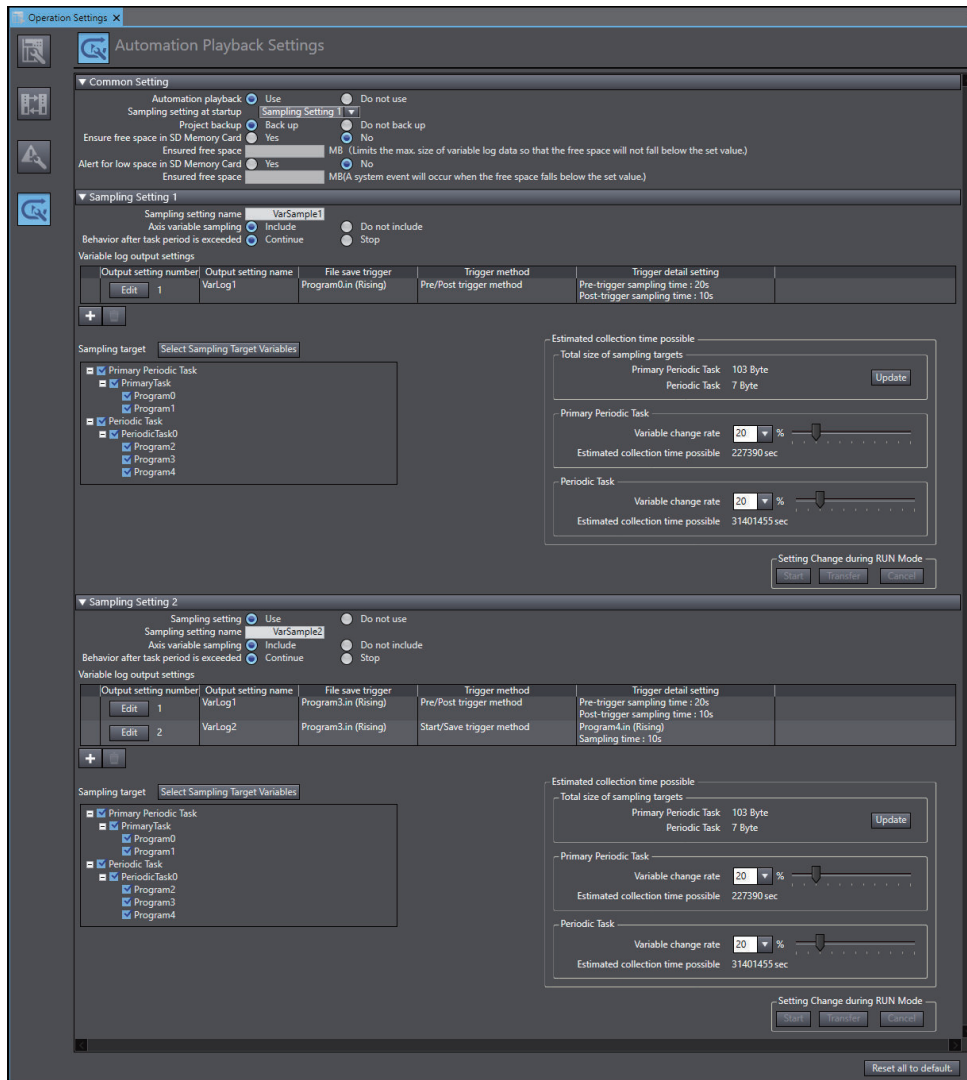 Operation Settings X
Automation Playback Settings
▼ Common Setting
Automation playback Use Do not use
Sampling setting at startup Sampling Setting 1
Project backup Back up Do not back up
Ensure free space in SD Memory Card Yes No
Ensured free space MB (Limits the max. size of variable log data so that the free space will not fall below the set value.)
Alert for low space in SD Memory Card Yes No
Ensured free space MB(A system event will occur when the free space falls below the set value.)
▼ Sampling Setting 1
Sampling setting name VarSample1
Axis variable sampling Include Do not include
Behavior after task period is exceeded Continue Stop
Variable log output settings
Output setting number Output setting name File save trigger Trigger method Trigger detail setting
Edit 1 VarLog1 Program0.in (Rising) Pre/Post trigger method Pre-trigger sampling time : 20s
Post-trigger sampling time : 10s
+
Sampling target Select Sampling Target Variables
Primary Periodic Task
PrimaryTask
Program0
Program1
Periodic Task
PeriodicTask0
Program2
Program3
Program4
Estimated collection time possible
Total size of sampling targets
Primary Periodic Task 103 Byte
Periodic Task 7 Byte
Update
Primary Periodic Task
Variable change rate 20 %
Estimated collection time possible 227390 sec
Periodic Task
Variable change rate 20 %
Estimated collection time possible 31401455 sec
Setting Change during RUN Mode
Start Transfer Cancel
▼ Sampling Setting 2
Sampling setting Use Do not use
Sampling setting name VarSample2
Axis variable sampling Include Do not include
Behavior after task period is exceeded Continue Stop
Variable log output settings
Output setting number Output setting name File save trigger Trigger method Trigger detail setting
Edit 1 VarLog1 Program3.in (Rising) Pre/Post trigger method Pre-trigger sampling time : 20s
Post-trigger sampling time : 10s
Edit 2 VarLog2 Program3.in (Rising) Start/Save trigger method Program4.in (Rising)
Sampling time : 10s
+
Sampling target Select Sampling Target Variables
Primary Periodic Task
PrimaryTask
Program0
Program1
Periodic Task
PeriodicTask0
Program2
Program3
Program4
Estimated collection time possible
Total size of sampling targets
Primary Periodic Task 103 Byte
Periodic Task 7 Byte
Update
Primary Periodic Task
Variable change rate 20 %
Estimated collection time possible 227390 sec
Periodic Task
Variable change rate 20 %
Estimated collection time possible 31401455 sec
Setting Change during RUN Mode
Start Transfer Cancel
Reset all to default.